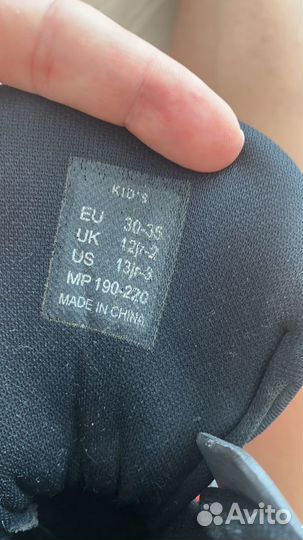 KID'S
EU 30-35
UK 12jr-2
US 13jr-3
MP 190-220
MADE IN CHINA
Avito